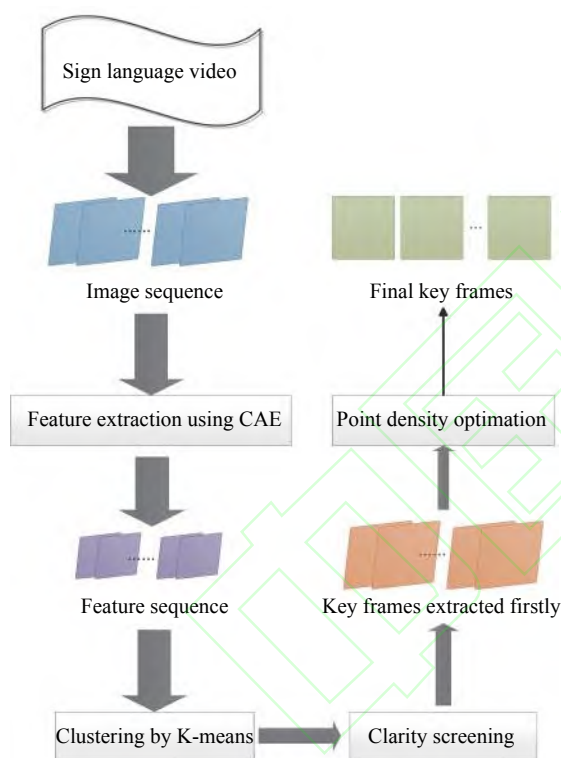 Sign language video
Image sequence
Final key frames
Feature extraction using CAE
Point density optimation
Feature sequence
Key frames extracted firstly
Clustering by K-means
Clarity screening